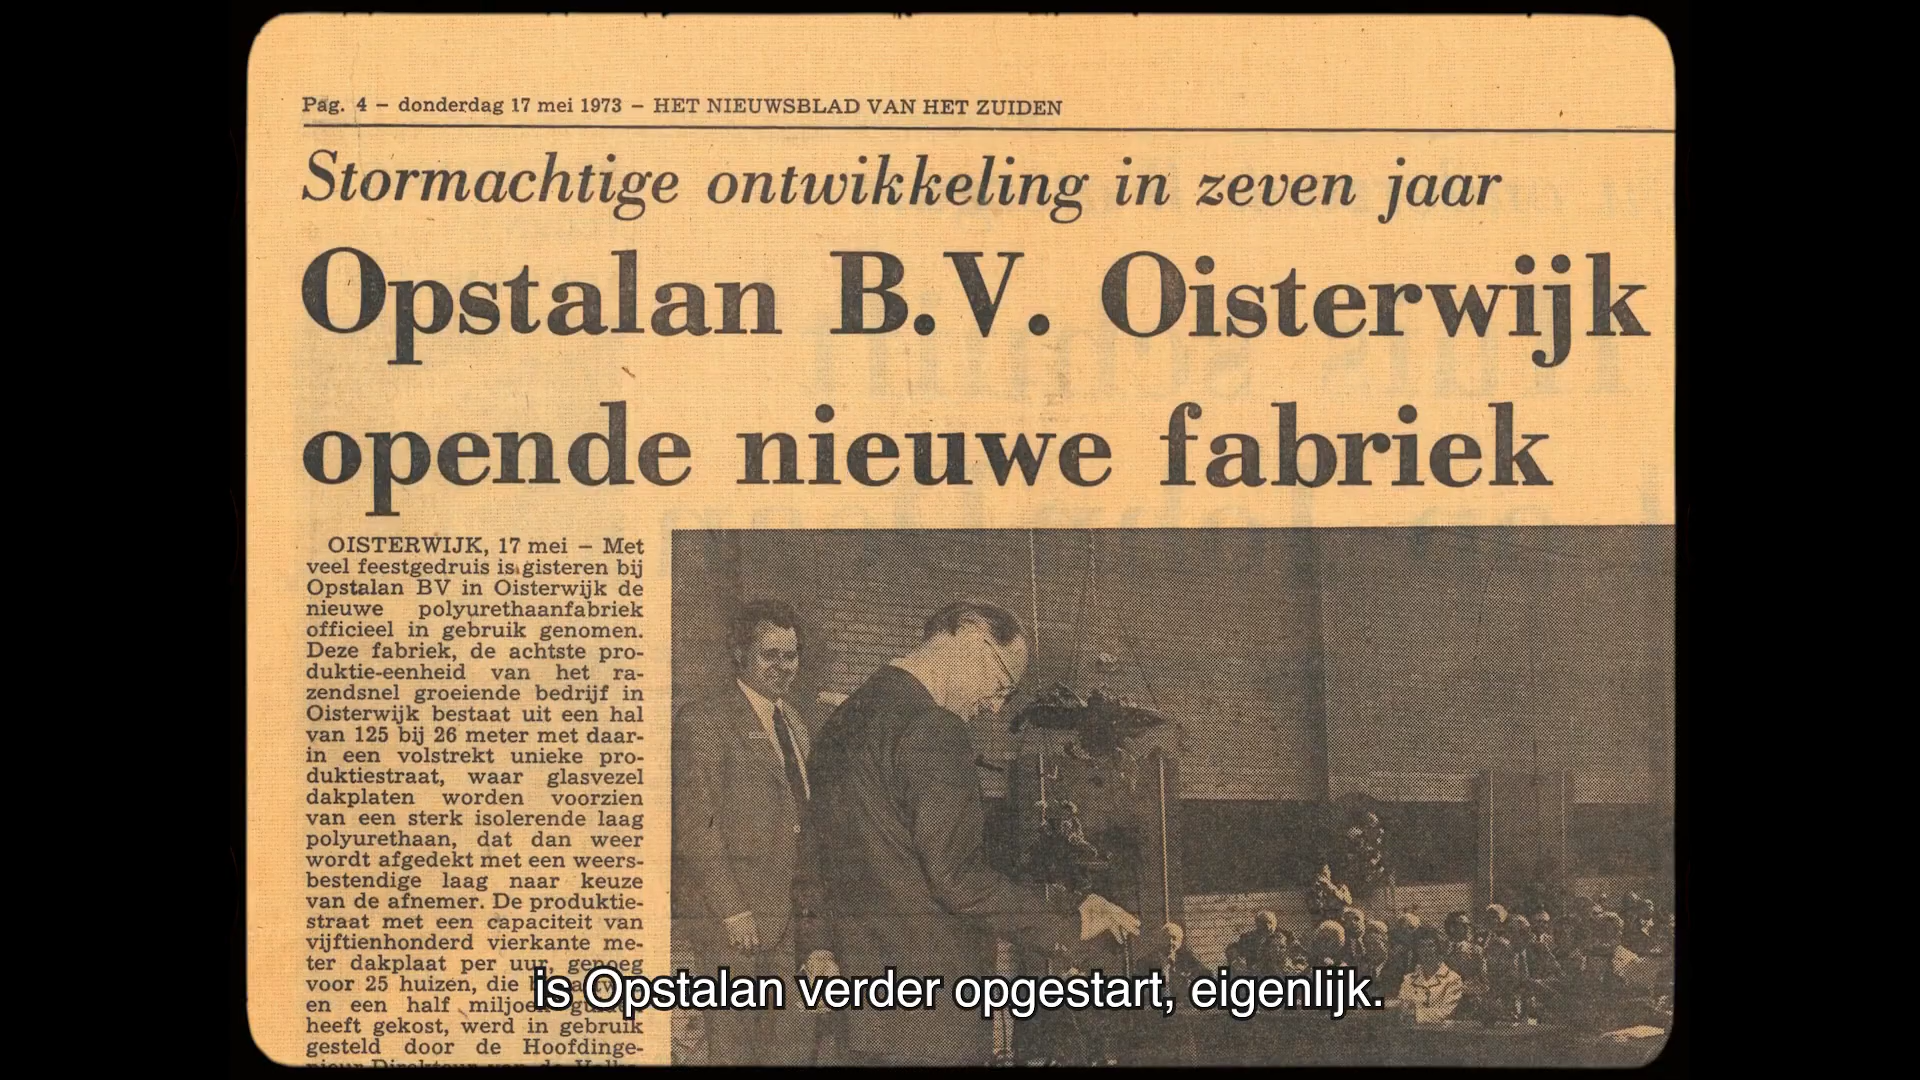 Pag. 4 – donderdag 17 mei 1973 – HET NIEUWSBLAD VAN HET ZUIDEN
Stormachtige ontwikkeling in zeven jaar
Opstalan B.V. Oisterwijk
opende nieuwe fabriek
OISTERWIJK, 17 mei – Met
veel feestgedruis is gisteren bij
Opstalan BV in Oisterwijk de
nieuwe polyurethaanfabriek
officieel in gebruik genomen.
Deze fabriek, de achtste pro-
duktie-eenheid van het ra-
zendsnel groeiende bedrijf in
Oisterwijk bestaat uit een hal
van 125 bij 26 meter met daar-
in een volstrekt unieke pro-
duktiestraat, waar glasvezel
dakplaten worden voorzien
van een sterk isolerende laag
polyurethaan, dat dan weer
wordt afgedekt met een weers-
bestendige laag naar keuze
van de afnemer. De produktie-
straat met een capaciteit van
vijftienhonderd vierkante me-
ter dakplaat per uur, genoeg
voor 25 huizen, die
en een half miljoen
heeft gekost, werd in gebruik
gesteld door de Hoofdinge-
nieur-Direkteur van de Volks-
is Opstalan verder opgestart, eigenlijk.